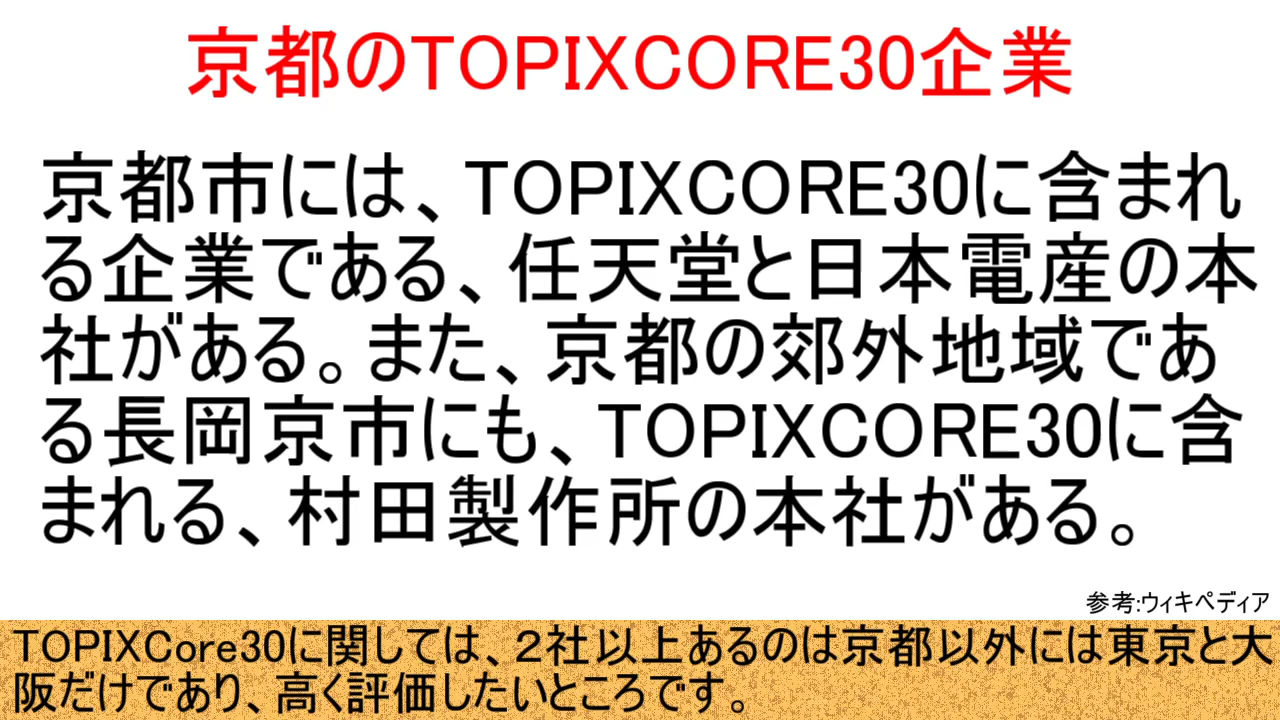 京都のTOPIXCORE30企業
京都市には、TOPIXCORE30に含まれ
る企業である、任天堂と日本電産の本
社がある。また、京都の郊外地域であ
る長岡京市にも、TOPIXCORE30に含
まれる、村田製作所の本社がある。
参考:ウィキペディア
TOPIXCore30に関しては、２社以上あるのは京都以外には東京と大
阪だけであり、高く評価したいところです。